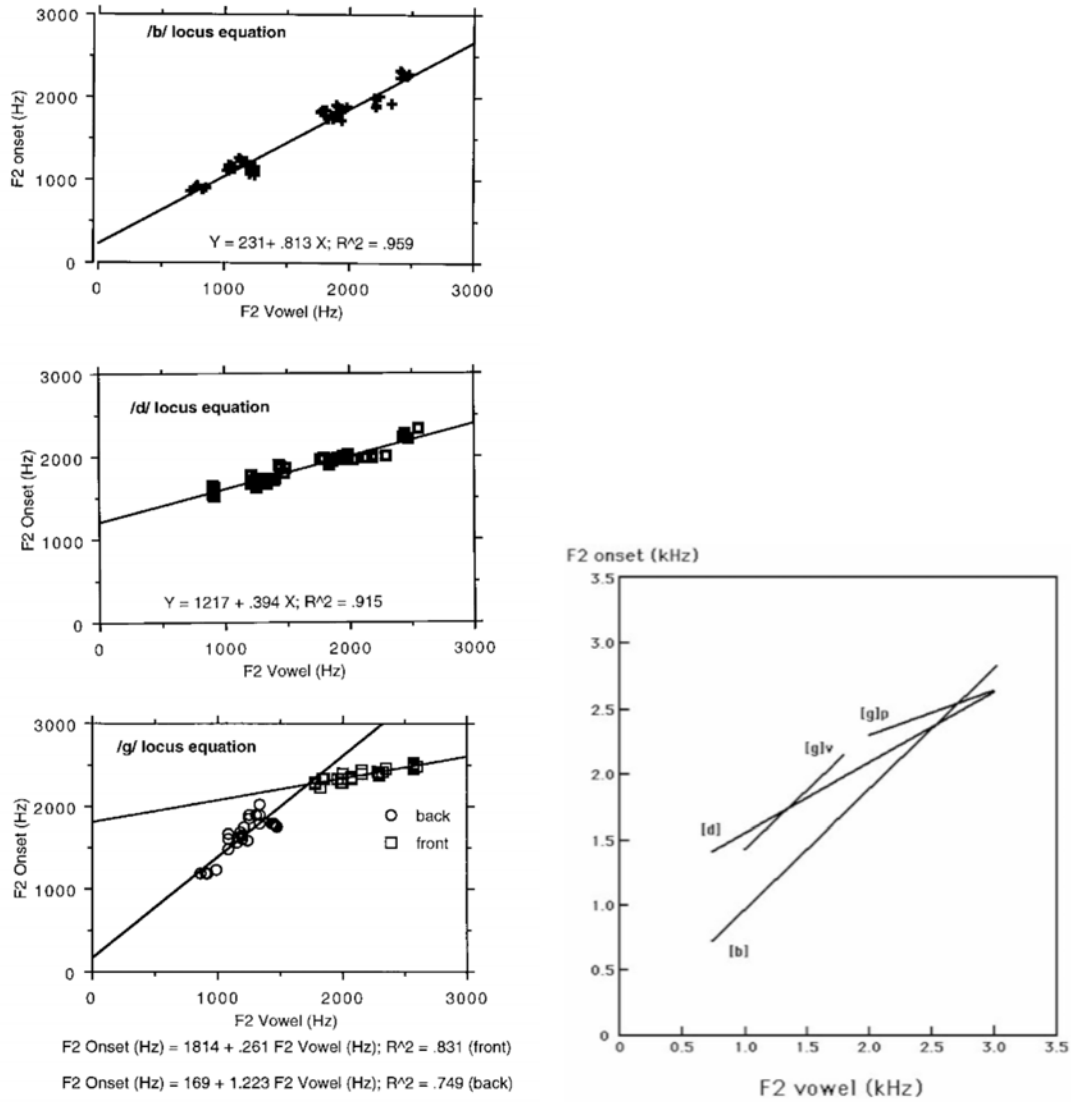 /b/ locus equation
F2 onset (Hz)
3000
2000
1000
0
Y = 231+ .813 X; R^2 = .959
0 1000 2000 3000
F2 Vowel (Hz)
/d/ locus equation
F2 Onset (Hz)
3000
2000
1000
0
Y = 1217 + .394 X; R^2 = .915
0 1000 2000 3000
F2 Vowel (Hz)
/g/ locus equation
F2 Onset (Hz)
3000
2000
1000
0
back
front
0 1000 2000 3000
F2 Vowel (Hz)
F2 Onset (Hz) = 1814 + .261 F2 Vowel (Hz); R^2 = .831 (front)
F2 Onset (Hz) = 169 + 1.223 F2 Vowel (Hz); R^2 = .749 (back)
F2 onset (kHz)
3.5
3.0
2.5
2.0
1.5
1.0
0.5
0
[g]p
[g]v
[d]
[b]
0 0.5 1.0 1.5 2.0 2.5 3.0 3.5
F2 vowel (kHz)